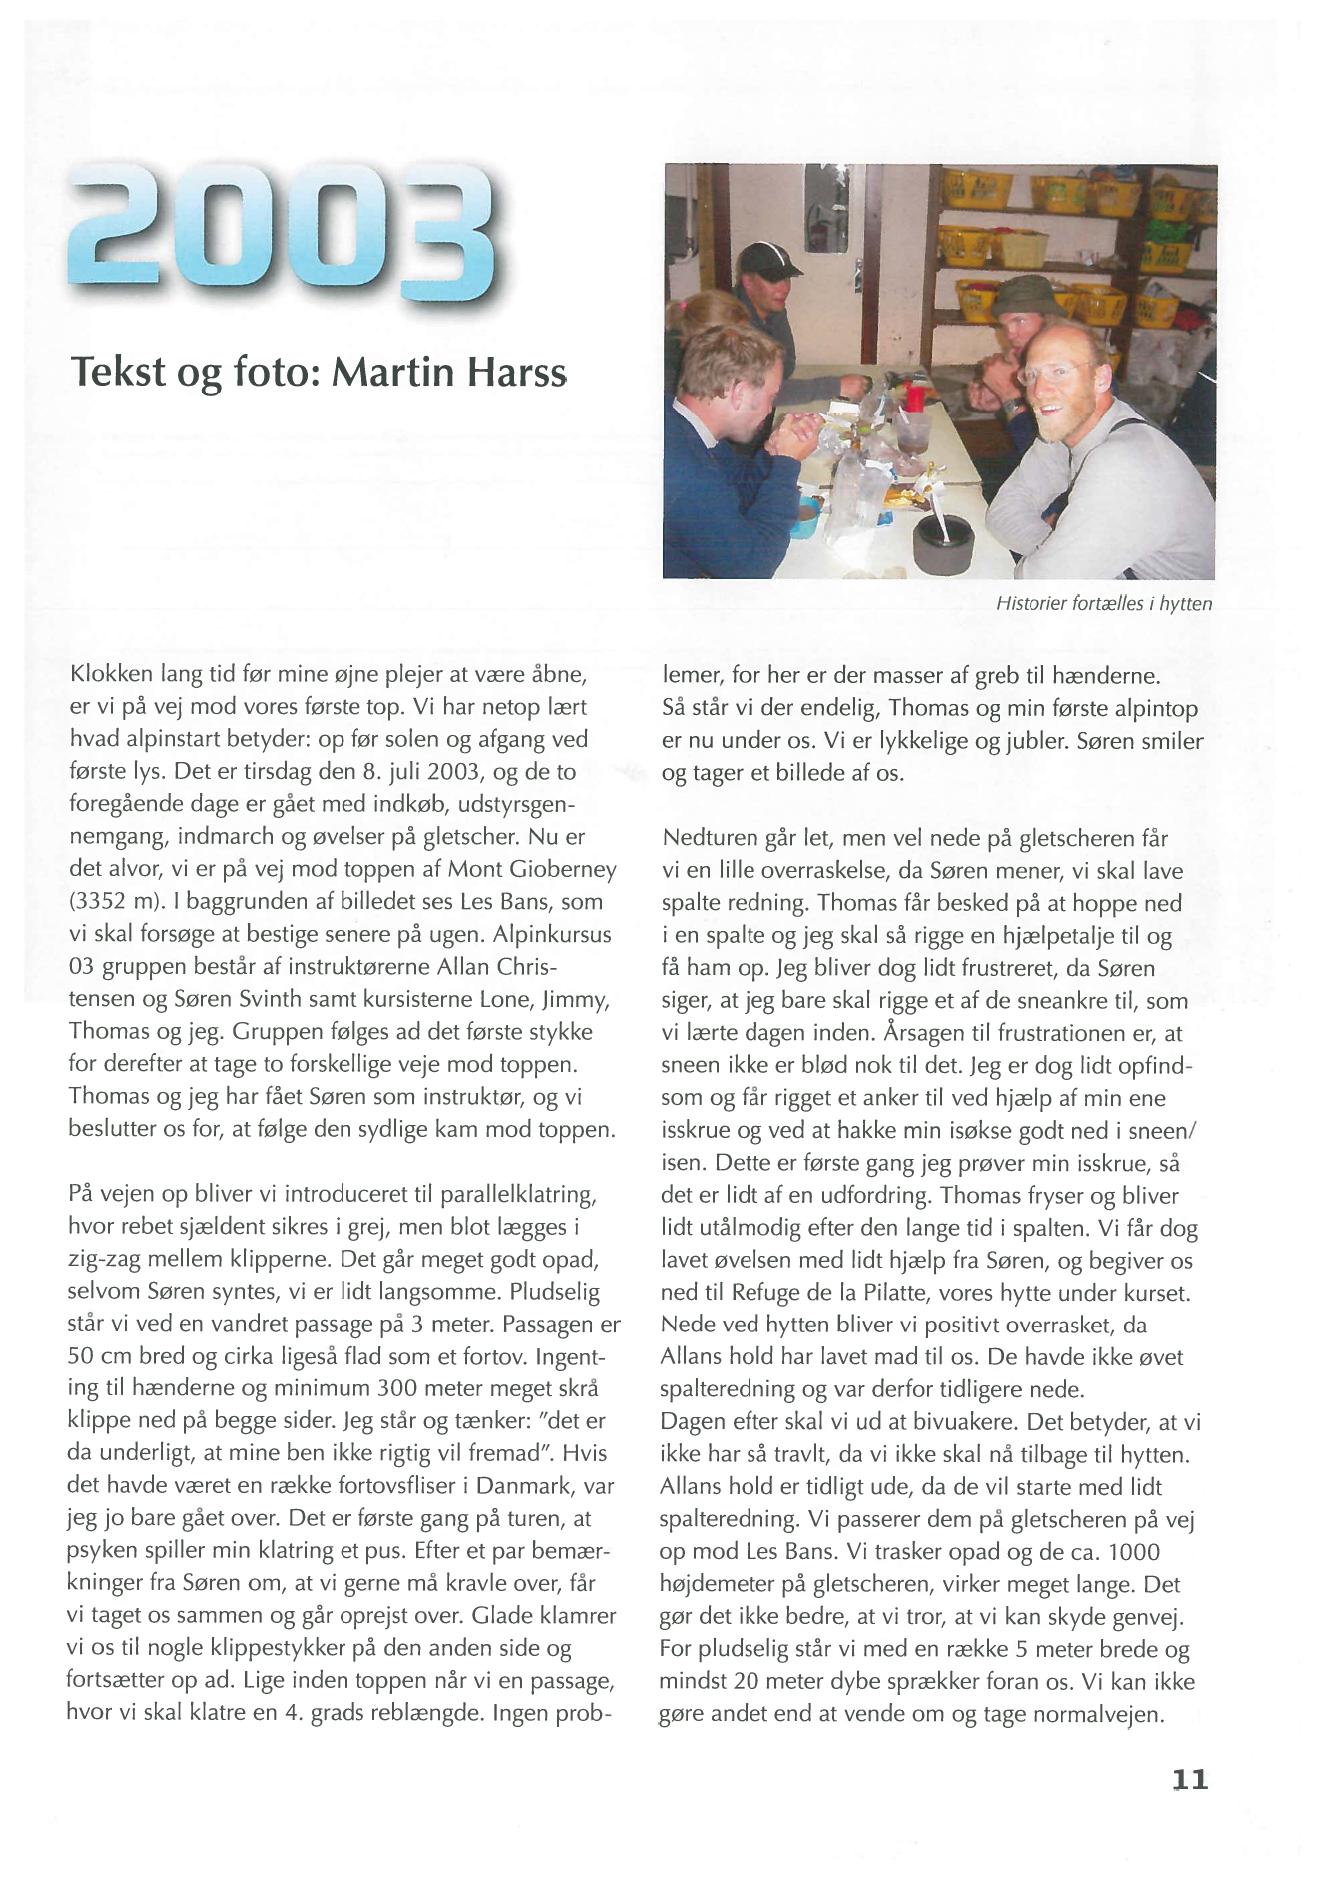 2003
Tekst og foto: Martin Harss
Historier fortælles i hytten
Klokken lang tid før mine øjne plejer at være åbne,
er vi på vej mod vores første top. Vi har netop lært
hvad alpinstart betyder: op før solen og afgang ved
første lys. Det er tirsdag den 8. juli 2003, og de to
foregående dage er gået med indkøb, udstyrsgen-
nemgang, indmarch og øvelser på gletscher. Nu er
det alvor, vi er på vej mod toppen af Mont Gioberney
(3352 m). I baggrunden af billedet ses Les Bans, som
vi skal forsøge at bestige senere på ugen. Alpinkursus
03 gruppen består af instruktørerne Allan Chris-
tensen og Søren Svinth samt kursisterne Lone, Jimmy,
Thomas og jeg. Gruppen følges ad det første stykke
for derefter at tage to forskellige veje mod toppen.
Thomas og jeg har fået Søren som instruktør, og vi
beslutter os for, at følge den sydlige kam mod toppen.
På vejen op bliver vi introduceret til parallelklatring,
hvor rebet sjældent sikres i grej, men blot lægges i
zig-zag mellem klipperne. Det går meget godt opad,
selvom Søren syntes, vi er lidt langsomme. Pludselig
står vi ved en vandret passage på 3 meter. Passagen er
50 cm bred og cirka ligeså flad som et fortov. Ingent-
ing til hænderne og minimum 300 meter meget skrå
klippe ned på begge sider. Jeg står og tænker: "det er
da underligt, at mine ben ikke rigtig vil fremad". Hvis
det havde været en række fortovsfliser i Danmark, var
jeg jo bare gået over. Det er første gang på turen, at
psyken spiller min klatring et pus. Efter et par bemær-
kninger fra Søren om, at vi gerne må kravle over, får
vi taget os sammen og går oprejst over. Glade klamrer
vi os til nogle klippestykker på den anden side og
fortsætter op ad. Lige inden toppen når vi en passage,
hvor vi skal klatre en 4. grads reblængde. Ingen prob-
lemer, for her er der masser af greb til hænderne.
Så står vi der endelig, Thomas og min første alpintop
er nu under os. Vi er lykkelige og jubler. Søren smiler
og tager et billede af os.
Nedturen går let, men vel nede på gletscheren får
vi en lille overraskelse, da Søren mener, vi skal lave
spalte redning. Thomas får besked på at hoppe ned
i en spalte og jeg skal så rigge en hjælpetalje til og
få ham op. Jeg bliver dog lidt frustreret, da Søren
siger, at jeg bare skal rigge et af de sneankre til, som
vi lærte dagen inden. Årsagen til frustrationen er, at
sneen ikke er blød nok til det. Jeg er dog lidt opfind-
som og får rigget et anker til ved hjælp af min ene
isskrue og ved at hakke min isøkse godt ned i sneen/
isen. Dette er første gang jeg prøver min isskrue, så
det er lidt af en udfordring. Thomas fryser og bliver
lidt utålmodig efter den lange tid i spalten. Vi får dog
lavet øvelsen med lidt hjælp fra Søren, og begiver os
ned til Refuge de la Pilatte, vores hytte under kurset.
Nede ved hytten bliver vi positivt overrasket, da
Allans hold har lavet mad til os. De havde ikke øvet
spalteredning og var derfor tidligere nede.
Dagen efter skal vi ud at bivuakere. Det betyder, at vi
ikke har så travlt, da vi ikke skal nå tilbage til hytten.
Allans hold er tidligt ude, da de vil starte med lidt
spalteredning. Vi passerer dem på gletscheren på vej
op mod Les Bans. Vi trasker opad og de ca. 1000
højdemeter på gletscheren, virker meget lange. Det
gør det ikke bedre, at vi tror, at vi kan skyde genvej.
For pludselig står vi med en række 5 meter brede og
mindst 20 meter dybe sprækker foran os. Vi kan ikke
gøre andet end at vende om og tage normalvejen.
11